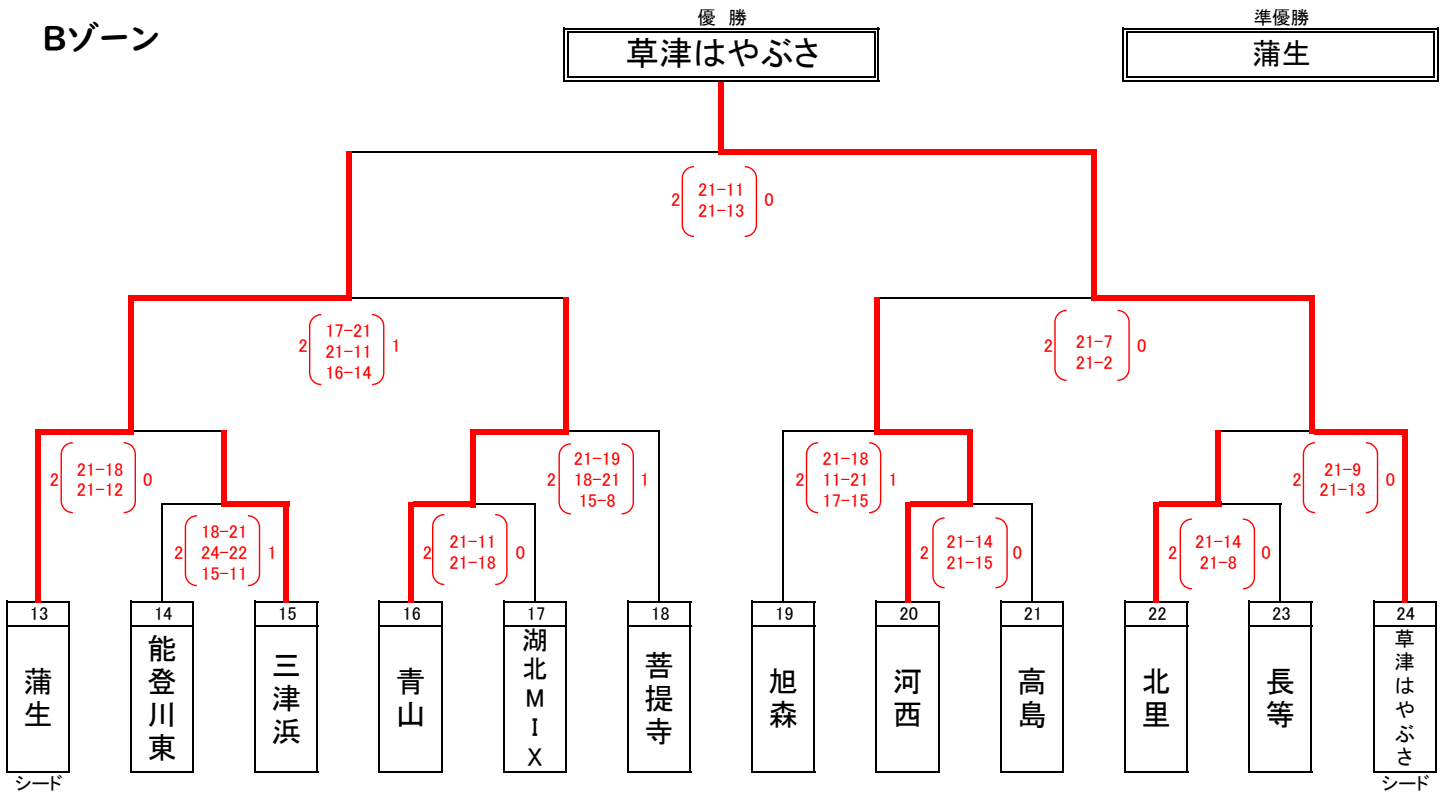 Bゾーン
優 勝
草津はやぶさ
準優勝
蒲生
2 21-11 0
21-13
2 17-21 1
21-11
16-14
2 21-7 0
21-2
2 21-18 0
21-12
2 21-19 1
18-21
15-8
2 21-18 1
11-21
17-15
2 21-9 0
21-13
2 18-21 1
24-22
15-11
2 21-11 0
21-18
2 21-14 0
21-15
2 21-14 0
21-8
13
蒲生
シード
14
能登川東
15
三津浜
16
青山
17
湖北MIX
18
菩提寺
19
旭森
20
河西
21
高島
22
北里
23
長等
24
草津はやぶさ
シード